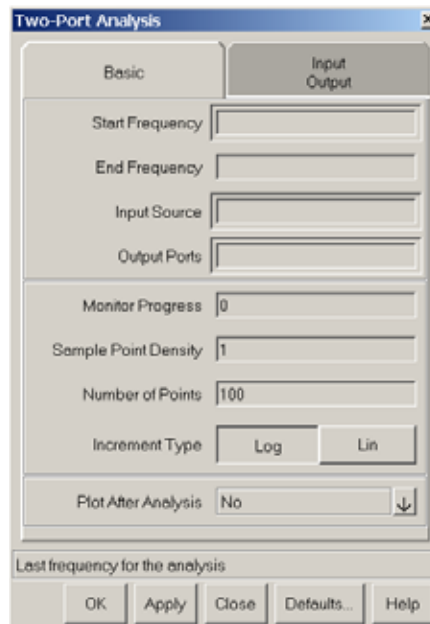 Two-Port Analysis
Basic
Input
Output
Start Frequency
End Frequency
Input Source
Output Ports
Monitor Progress 0
Sample Point Density 1
Number of Points 100
Increment Type Log Lin
Plot After Analysis No
Last frequency for the analysis
OK Apply Close Defaults... Help